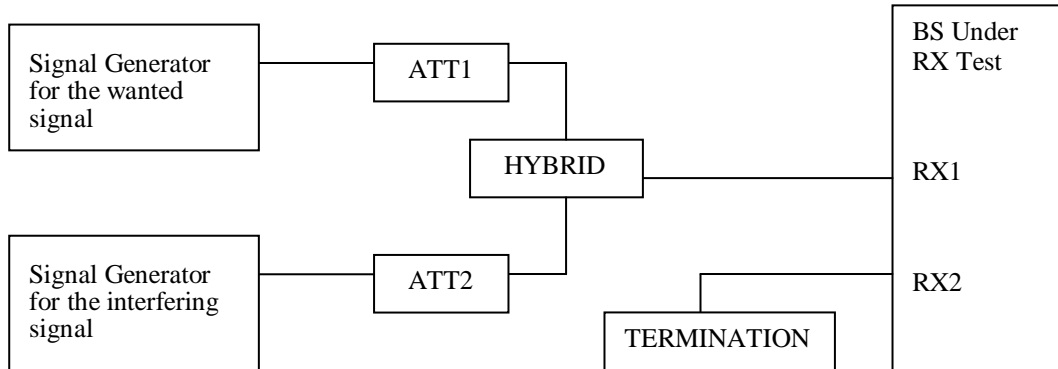 Signal Generator
for the wanted
signal
ATT1
HYBRID
Signal Generator
for the interfering
signal
ATT2
TERMINATION
BS Under
RX Test
RX1
RX2